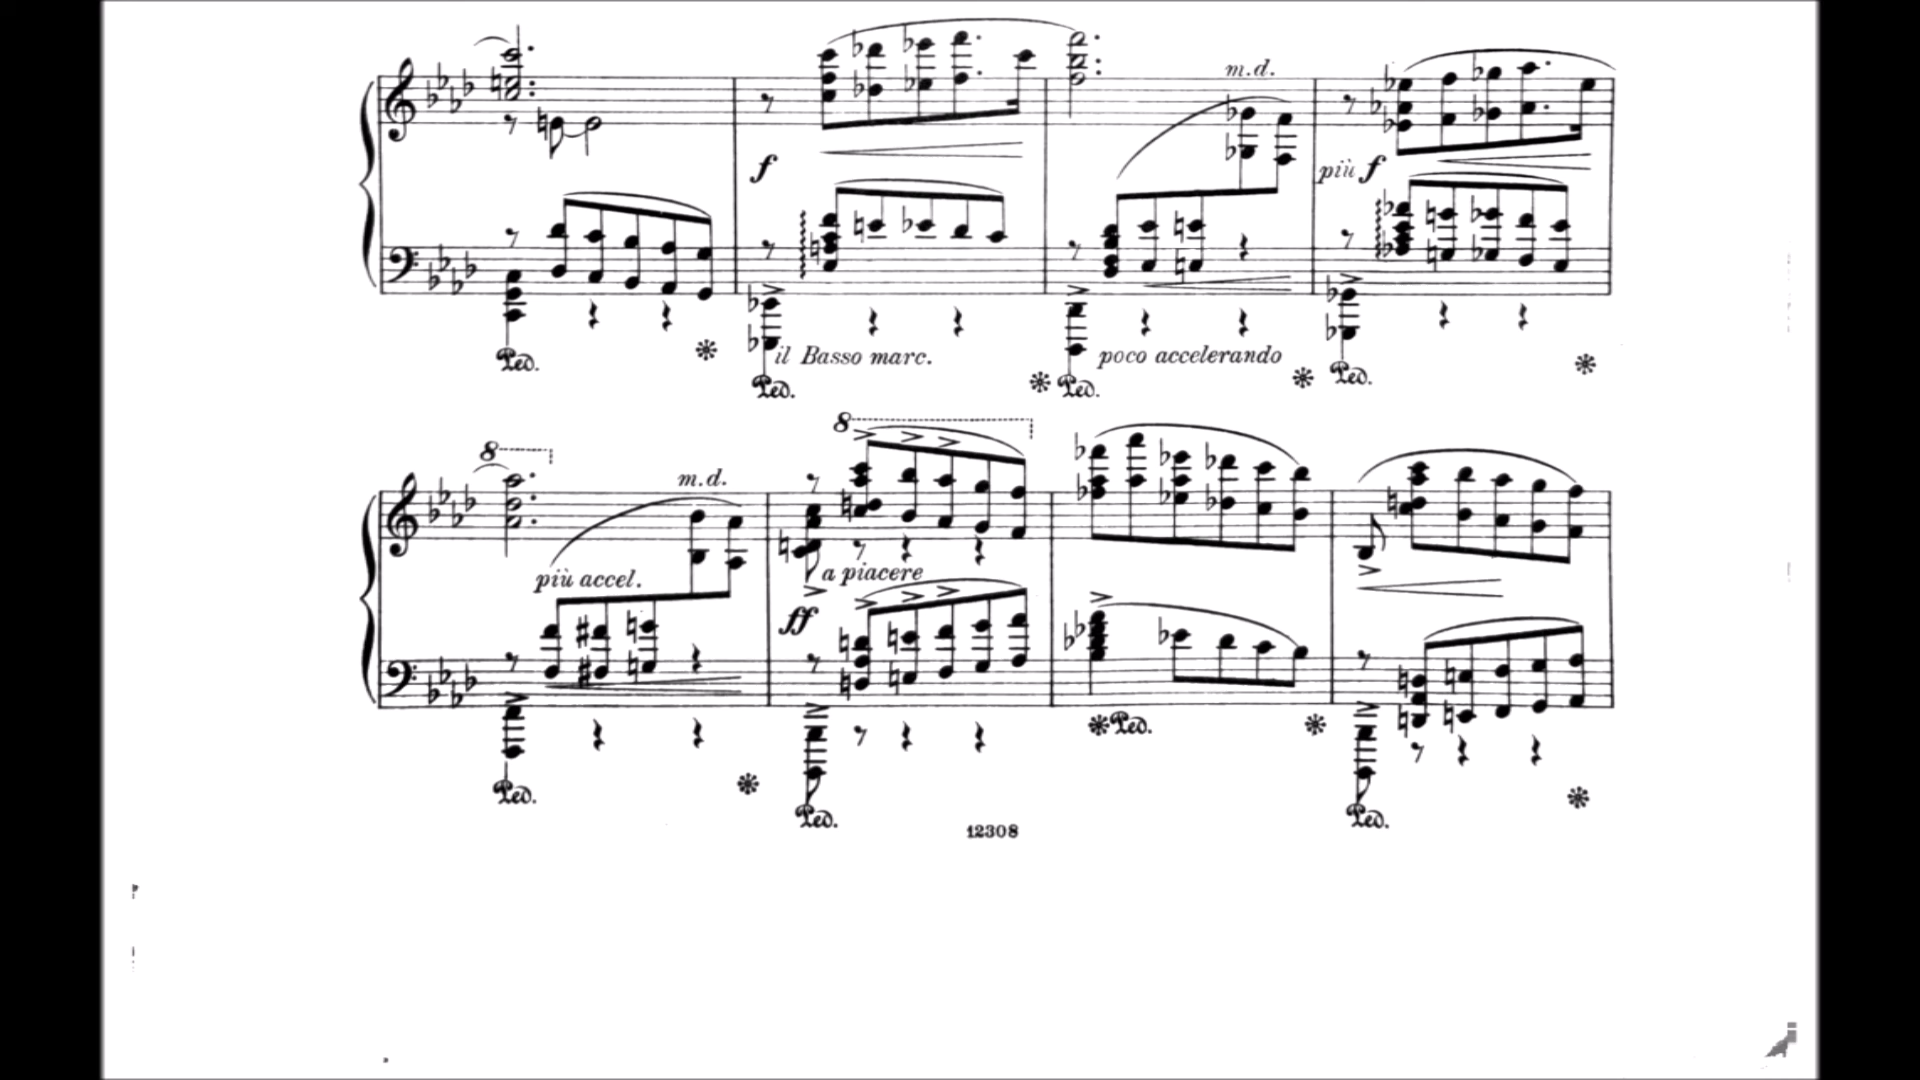 m.d.
f
più f
il Basso marc.
poco accelerando
Ped.
Ped.
Ped.
Ped.
8
8
m.d.
più accel.
a piacere
ff
Ped.
Ped.
Ped.
Ped.
12308